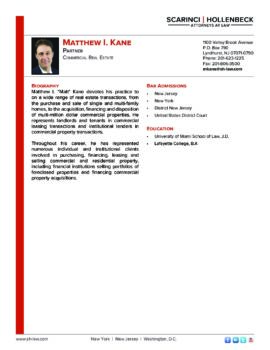 SCARINCI | HOLLENBECK
ATTORNEYS AT LAW
MATTHEW I. KANE
PARTNER
COMMERCIAL REAL ESTATE
1100 Valley Brook Avenue
P.O. Box 790
Lyndhurst, NJ 07071-0790
Phone: 201-623-1225
Fax: 201-806-3500
mkane@sh-law.com
BIOGRAPHY
Matthew I. "Matt" Kane devotes his practice to
on a wide range of real estate transactions, from
the purchase and sale of single and multi-family
homes, to the acquisition, financing and disposition
of multi-million dollar commercial properties. He
represents landlords and tenants in commercial
leasing transactions and institutional lenders in
commercial property transactions.
Throughout his career, he has represented
numerous individual and institutional clients
involved in purchasing, financing, leasing and
selling commercial and residential property,
including financial institutions selling portfolios of
foreclosed properties and financing commercial
property acquisitions.
BAR ADMISSIONS
• New Jersey
• New York
• District New Jersey
• United States District Court
EDUCATION
• University of Miami School of Law, J.D.
• Lafayette College, B.A
www.sh-law.com
New York | New Jersey | Washington, D.C.